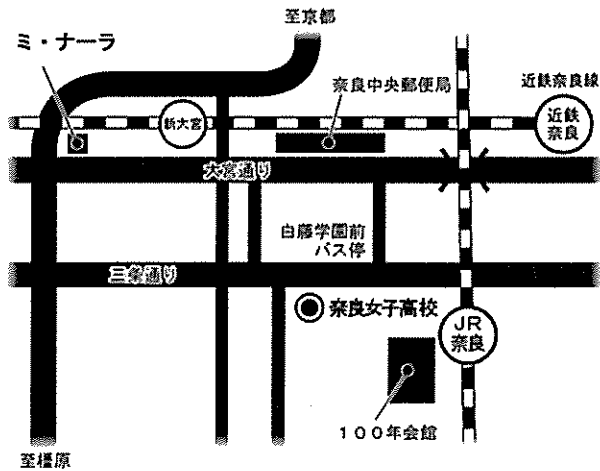 至京都
ミ・ナーラ
奈良中央郵便局
近鉄奈良線
新大宮
近鉄
奈良
大宮通り
白藤学園前
バス停
三条通り
奈良女子高校
JR
奈良
100年会館
至橿原